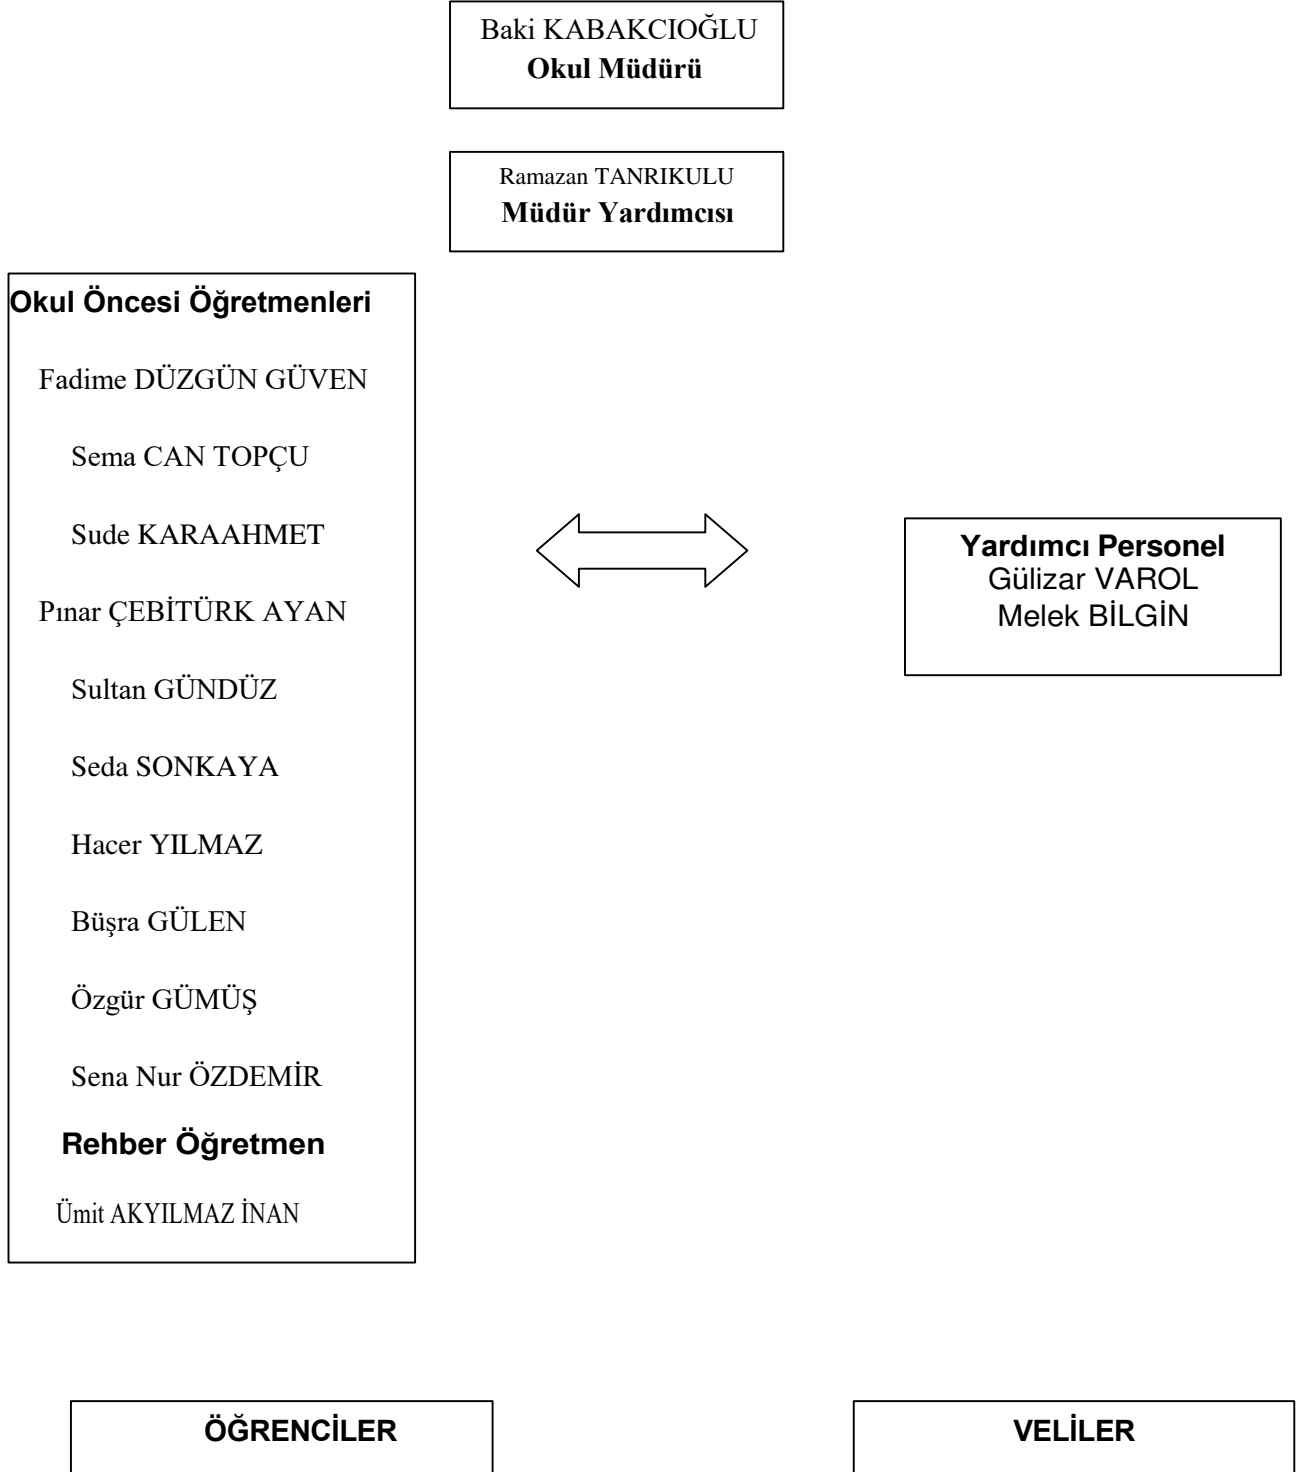 Baki KABAKCIOĞLU
Okul Müdürü
Ramazan TANRIKULU
Müdür Yardımcısı
Okul Öncesi Öğretmenleri
Fadime DÜZGÜN GÜVEN
Sema CAN TOPÇU
Sude KARAAHMET
Pınar ÇEBİTÜRK AYAN
Sultan GÜNDÜZ
Seda SONKAYA
Hacer YILMAZ
Büşra GÜLEN
Özgür GÜMÜŞ
Sena Nur ÖZDEMİR
Rehber Öğretmen
Ümit AKYILMAZ İNAN
Yardımcı Personel
Gülizar VAROL
Melek BİLGİN
ÖĞRENCİLER
VELİLER